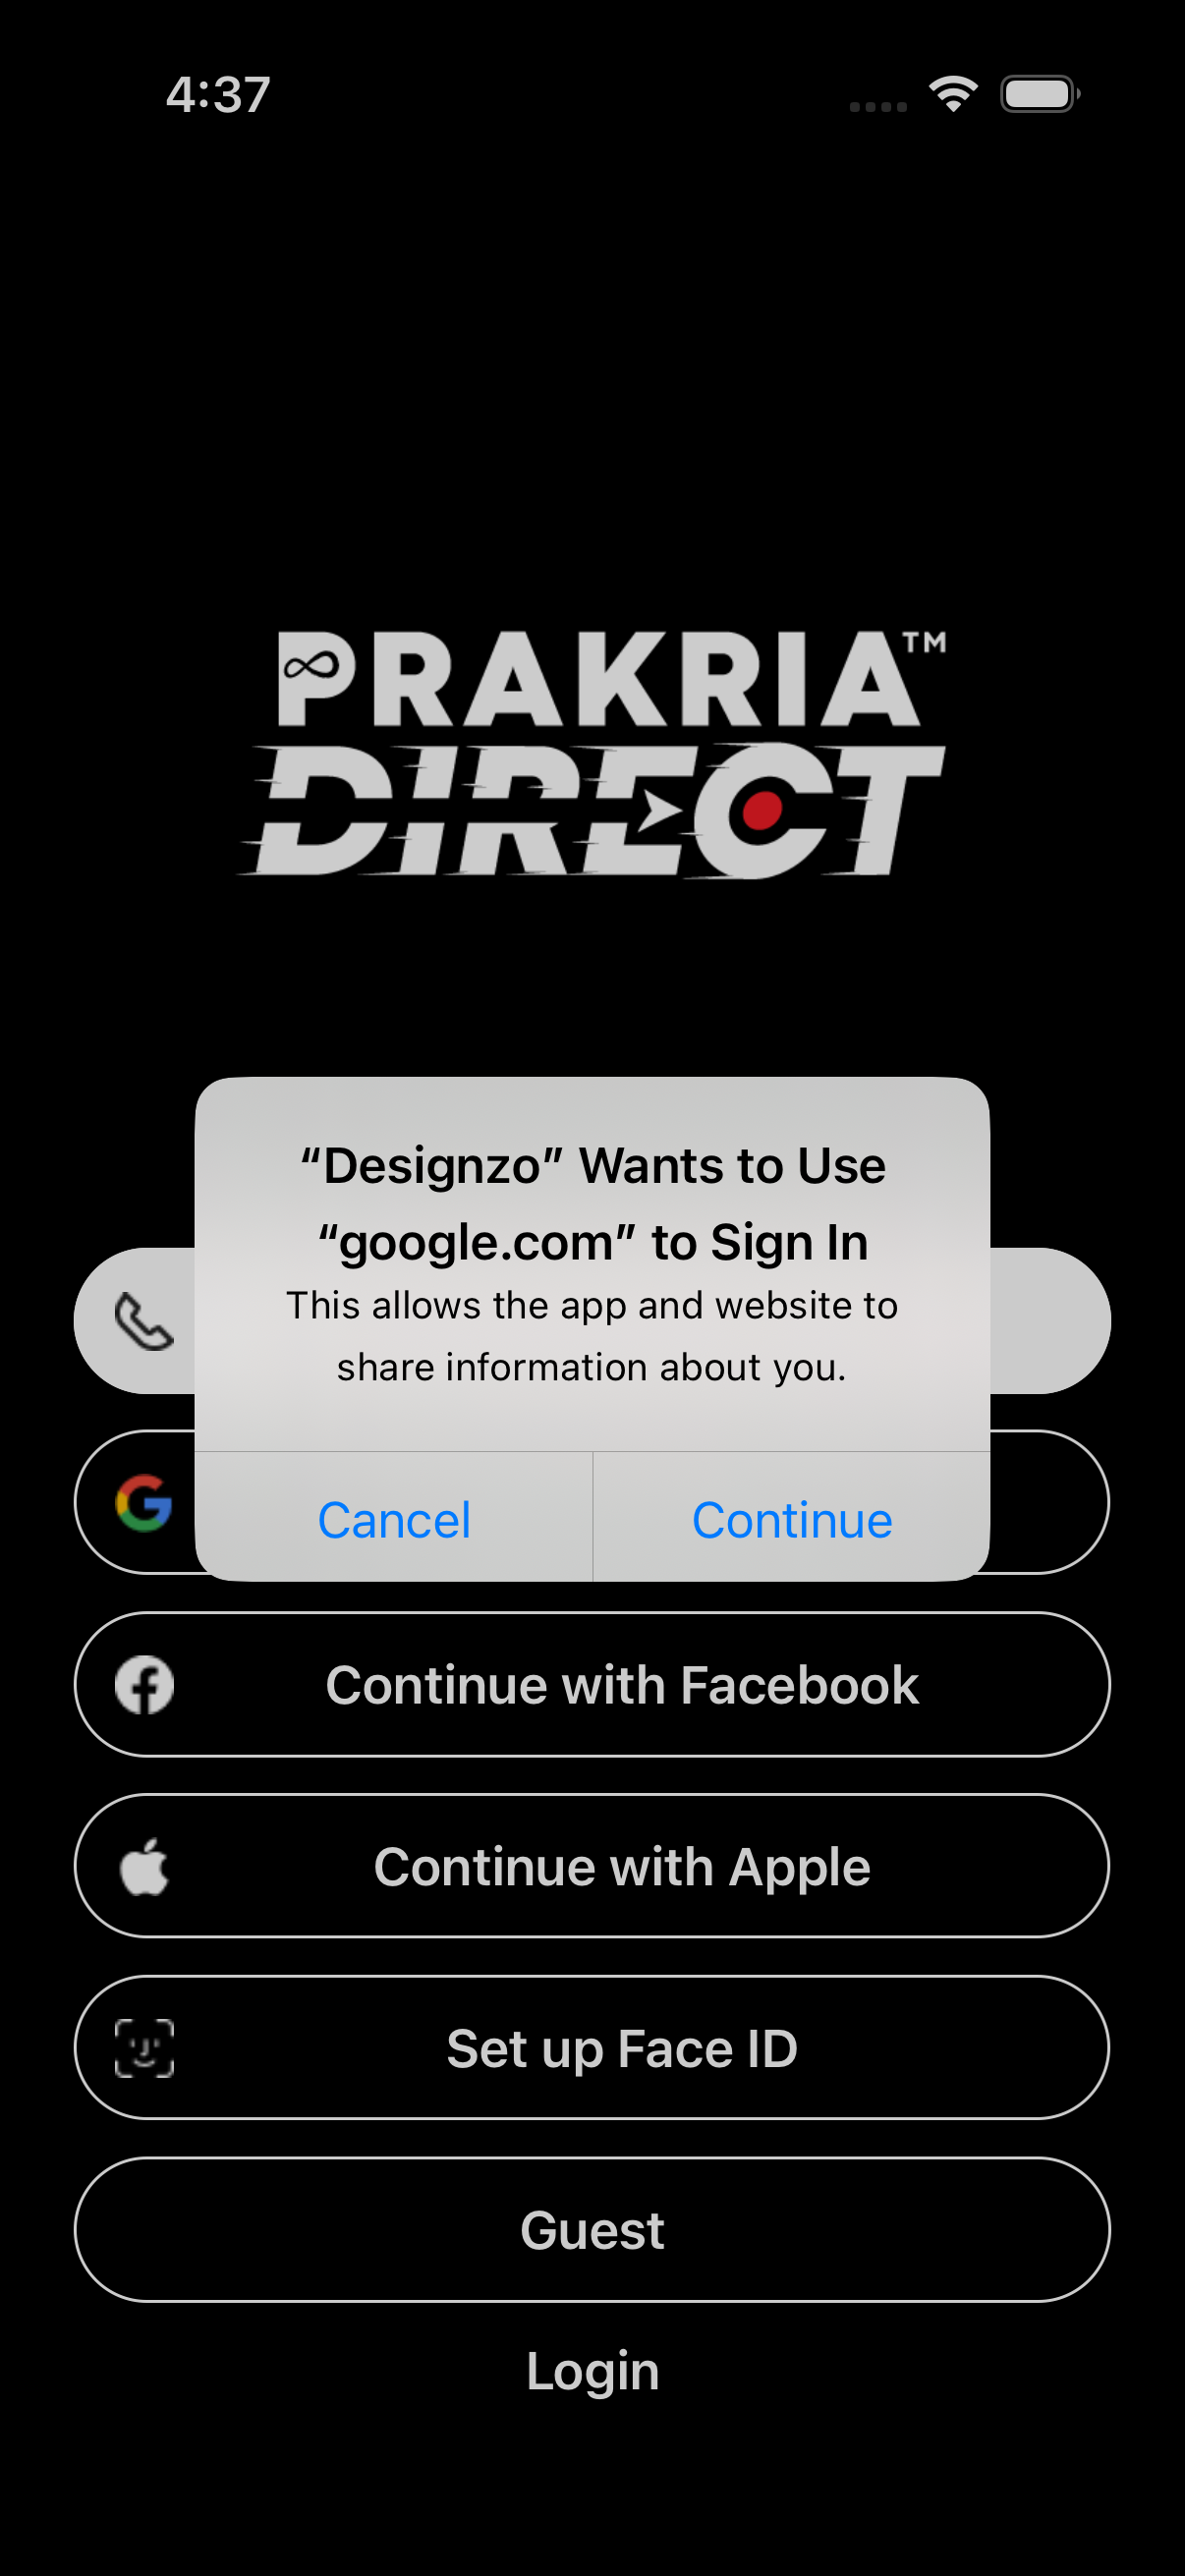 4:37
PRAKRIA™
DIRECT
“Designzo” Wants to Use
“google.com” to Sign In
This allows the app and website to
share information about you.
Cancel
Continue
Continue with Facebook
Continue with Apple
Set up Face ID
Guest
Login